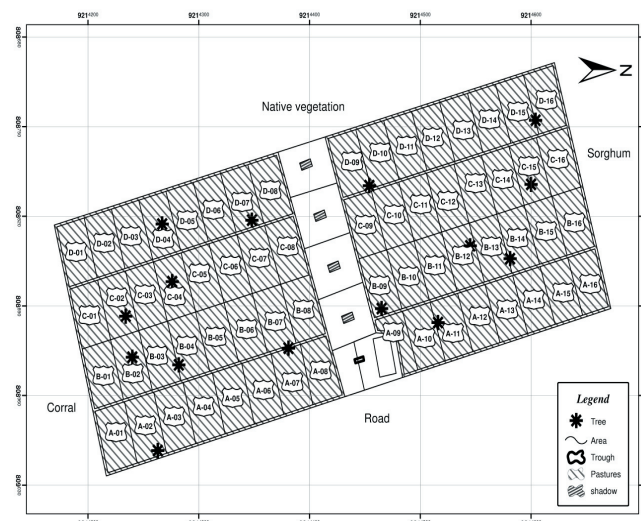 921⁴²⁰⁰ 921⁴³⁰⁰ 921⁴⁴⁰⁰ 921⁴⁵⁰⁰ 921⁴⁶⁰⁰
N
Native vegetation
Sorghum
D-01 D-02 D-03 D-04 D-05 D-06 D-07 D-08
D-09 D-10 D-11 D-12 D-13 D-14 D-15 D-16
C-01 C-02 C-03 C-04 C-05 C-06 C-07 C-08
C-09 C-10 C-11 C-12 C-13 C-14 C-15 C-16
B-01 B-02 B-03 B-04 B-05 B-06 B-07 B-08
B-09 B-10 B-11 B-12 B-13 B-14 B-15 B-16
A-01 A-02 A-03 A-04 A-05 A-06 A-07 A-08
A-09 A-10 A-11 A-12 A-13 A-14 A-15 A-16
Corral
Road
Legend
Tree
Area
Trough
Pastures
shadow